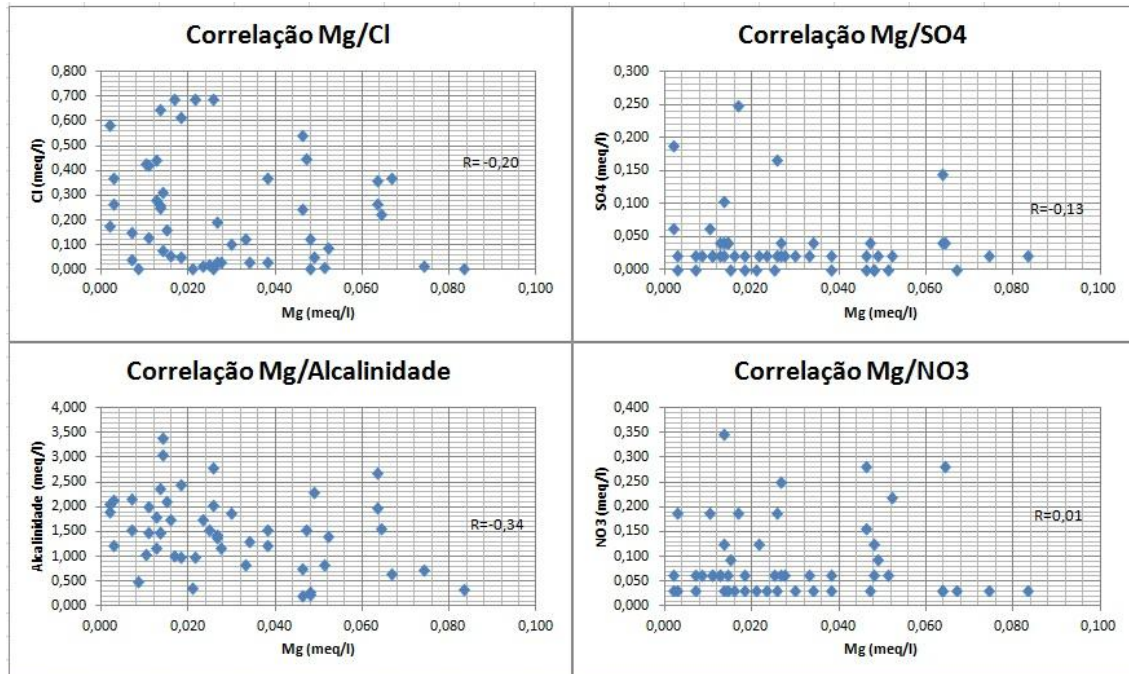 Correlação Mg/Cl
0,800
0,700
0,600
0,500
0,400
0,300
0,200
0,100
0,000
Cl (meq/l)
R= -0,20
0,000 0,020 0,040 0,060 0,080 0,100
Mg (meq/l)
Correlação Mg/SO4
0,300
0,250
0,200
0,150
0,100
0,050
0,000
SO4 (meq/l)
R=-0,13
0,000 0,020 0,040 0,060 0,080 0,100
Mg (meq/l)
Correlação Mg/Alcalinidade
4,000
3,500
3,000
2,500
2,000
1,500
1,000
0,500
0,000
Alcalinidade (meq/l)
R=-0,34
0,000 0,020 0,040 0,060 0,080 0,100
Mg (meq/l)
Correlação Mg/NO3
0,400
0,350
0,300
0,250
0,200
0,150
0,100
0,050
0,000
NO3 (meq/l)
R=0,01
0,000 0,020 0,040 0,060 0,080 0,100
Mg (meq/l)